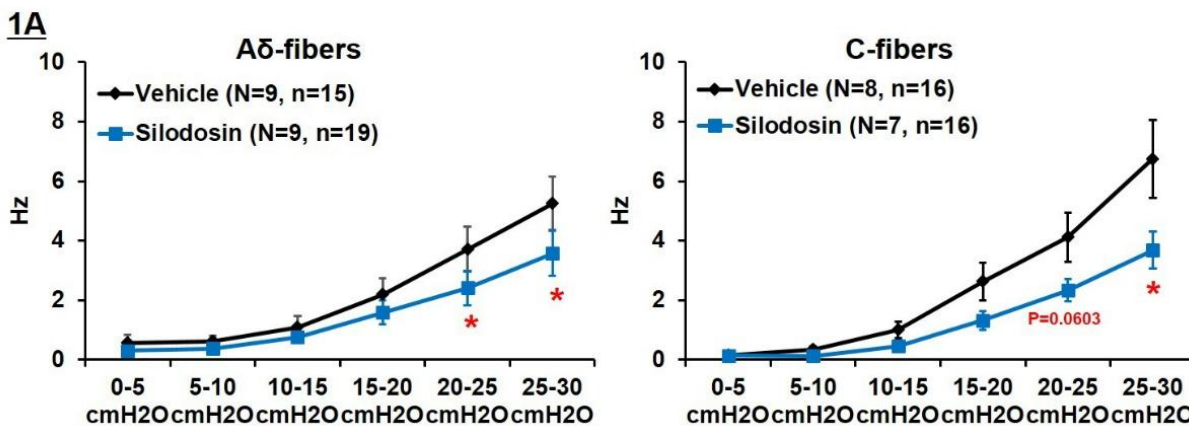 1A
Aδ-fibers
10
8
6
4
2
0
Hz
Vehicle (N=9, n=15)
Silodosin (N=9, n=19)
*
*
0-5 5-10 10-15 15-20 20-25 25-30
cmH2O cmH2O cmH2O cmH2O cmH2O cmH2O
C-fibers
10
8
6
4
2
0
Hz
Vehicle (N=8, n=16)
Silodosin (N=7, n=16)
*
P=0.0603
0-5 5-10 10-15 15-20 20-25 25-30
cmH2O cmH2O cmH2O cmH2O cmH2O cmH2O